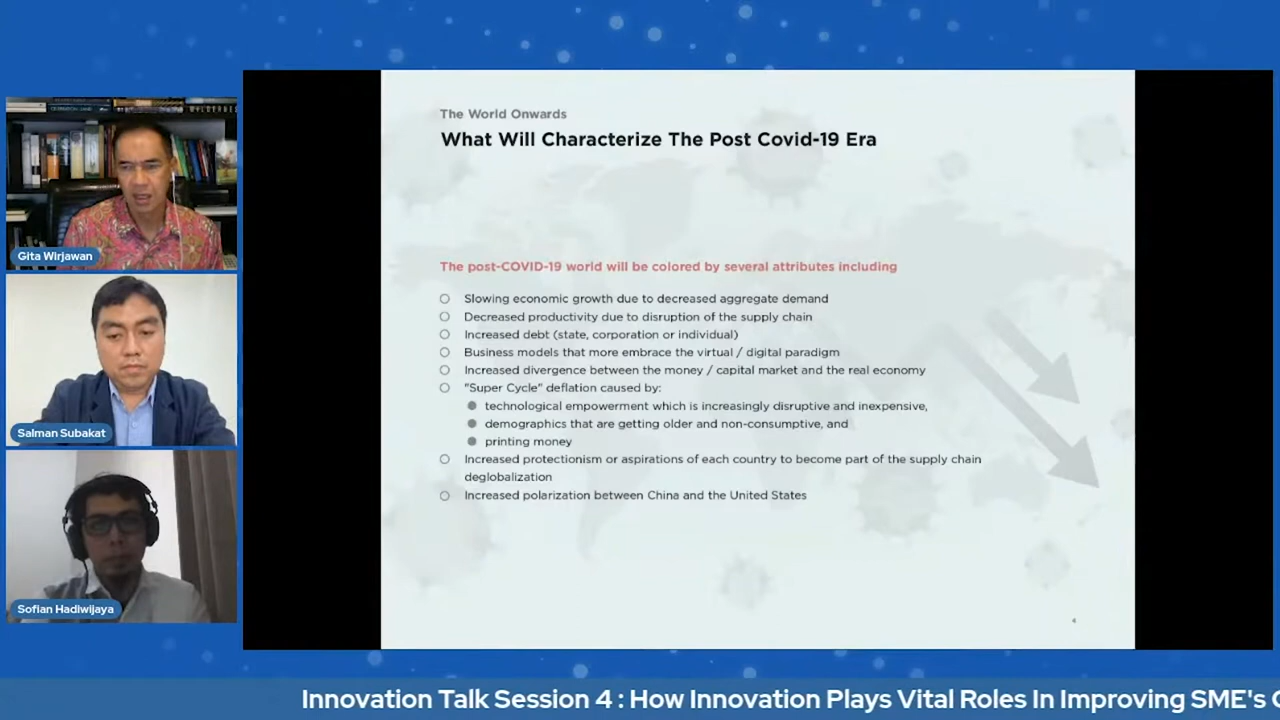 Gita Wirjawan
Salman Subakat
Sofian Hadiwijaya
The World Onwards
What Will Characterize The Post Covid-19 Era
The post-COVID-19 world will be colored by several attributes including
Slowing economic growth due to decreased aggregate demand
Decreased productivity due to disruption of the supply chain
Increased debt (state, corporation or individual)
Business models that more embrace the virtual / digital paradigm
Increased divergence between the money / capital market and the real economy
"Super Cycle" deflation caused by:
technological empowerment which is increasingly disruptive and inexpensive,
demographics that are getting older and non-consumptive, and
printing money
Increased protectionism or aspirations of each country to become part of the supply chain
deglobalization
Increased polarization between China and the United States
4
Innovation Talk Session 4 : How Innovation Plays Vital Roles In Improving SME's